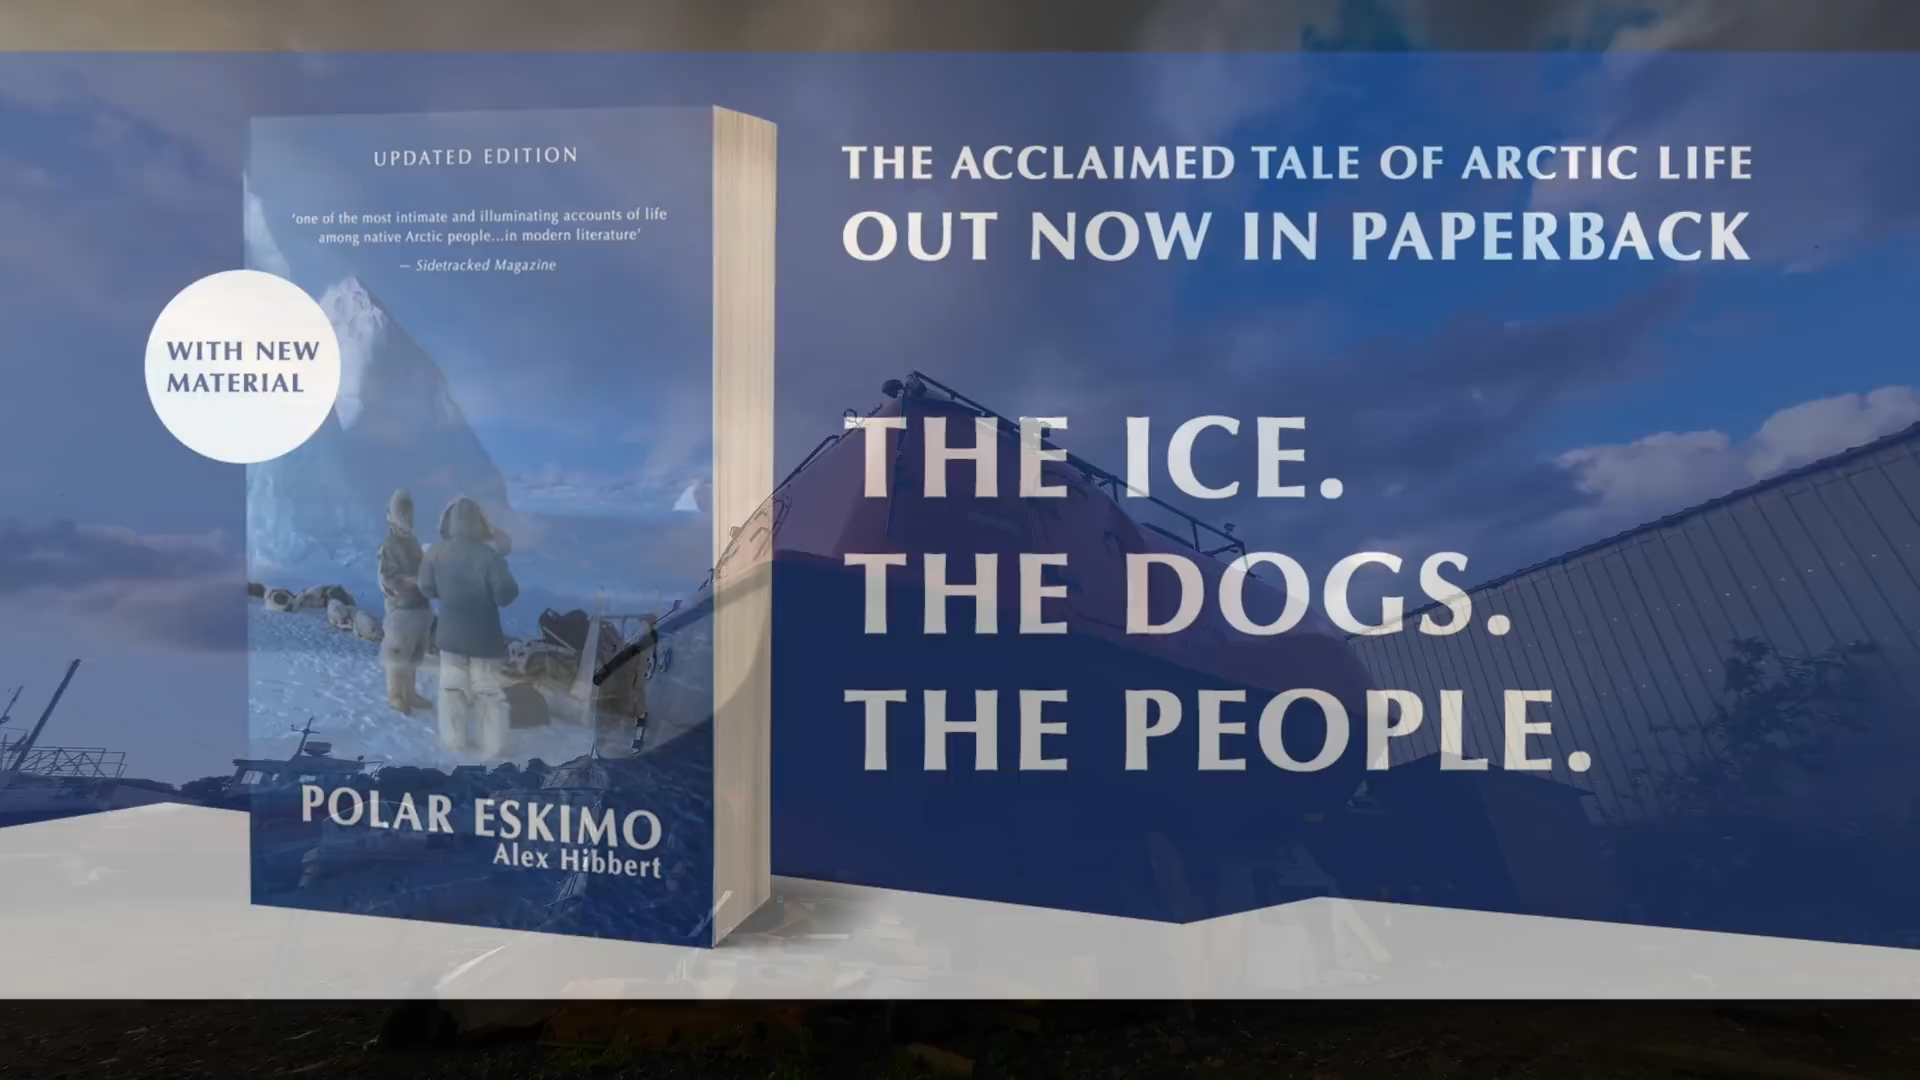 UPDATED EDITION
'one of the most intimate and illuminating accounts of life
among native Arctic people...in modern literature'
— Sidetracked Magazine
WITH NEW
MATERIAL
POLAR ESKIMO
Alex Hibbert
THE ACCLAIMED TALE OF ARCTIC LIFE
OUT NOW IN PAPERBACK
THE ICE.
THE DOGS.
THE PEOPLE.